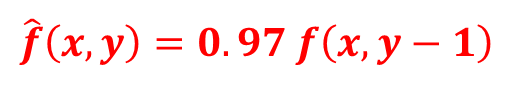 f̂(x, y) = 0.97 f(x, y − 1)